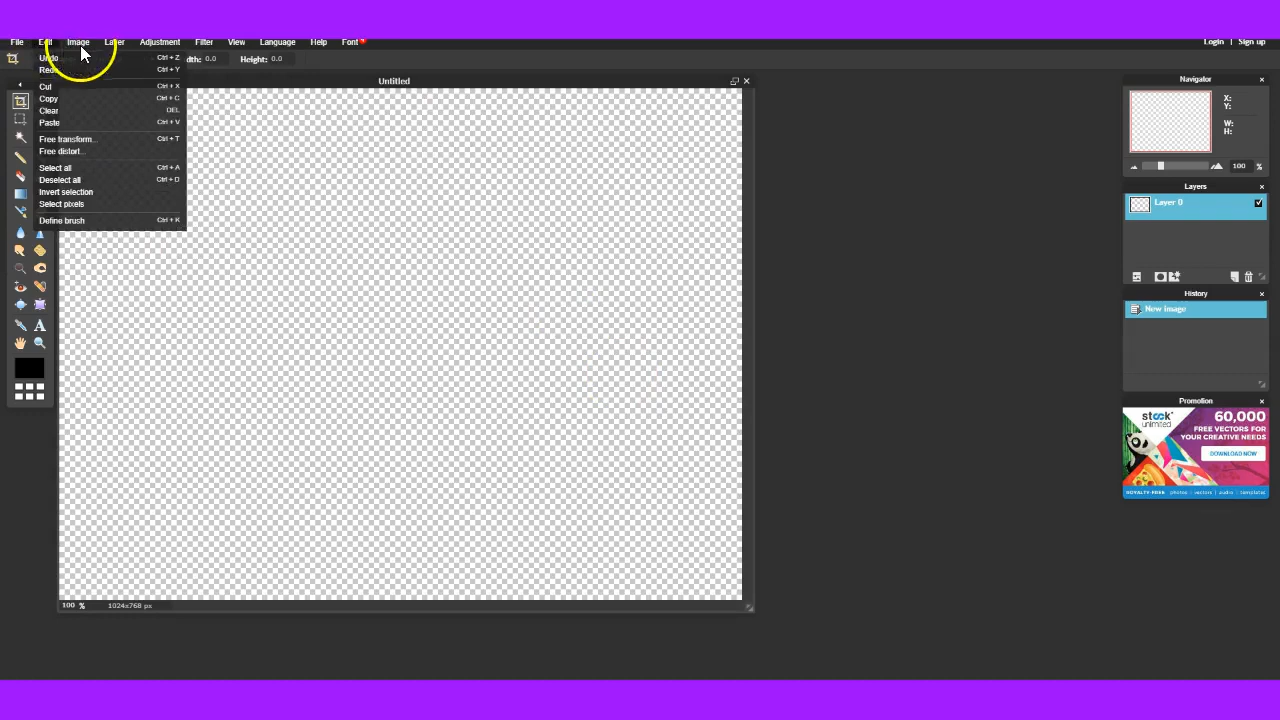 File Edit Image Layer Adjustment Filter View Language Help Font Login | Sign up
Height: 0.0
0.0
Undo Ctrl + Z
Ctrl + Y
Cut Ctrl + X
Copy Ctrl + C
Clear DEL
Paste Ctrl + V
Free transform... Ctrl + T
Free distort...
Select all Ctrl + A
Deselect all Ctrl + D
Invert selection
Select pixels
Define brush Ctrl + K
Untitled
100 % 1024x768 px
Navigator
X:
Y:
W:
H:
100 %
Layers
Layer 0
History
New image
Promotion
stock
unlimited
60,000
FREE VECTORS FOR
YOUR CREATIVE NEEDS
DOWNLOAD NOW
ROYALTY-FREE photos | vectors | audio | templates
A